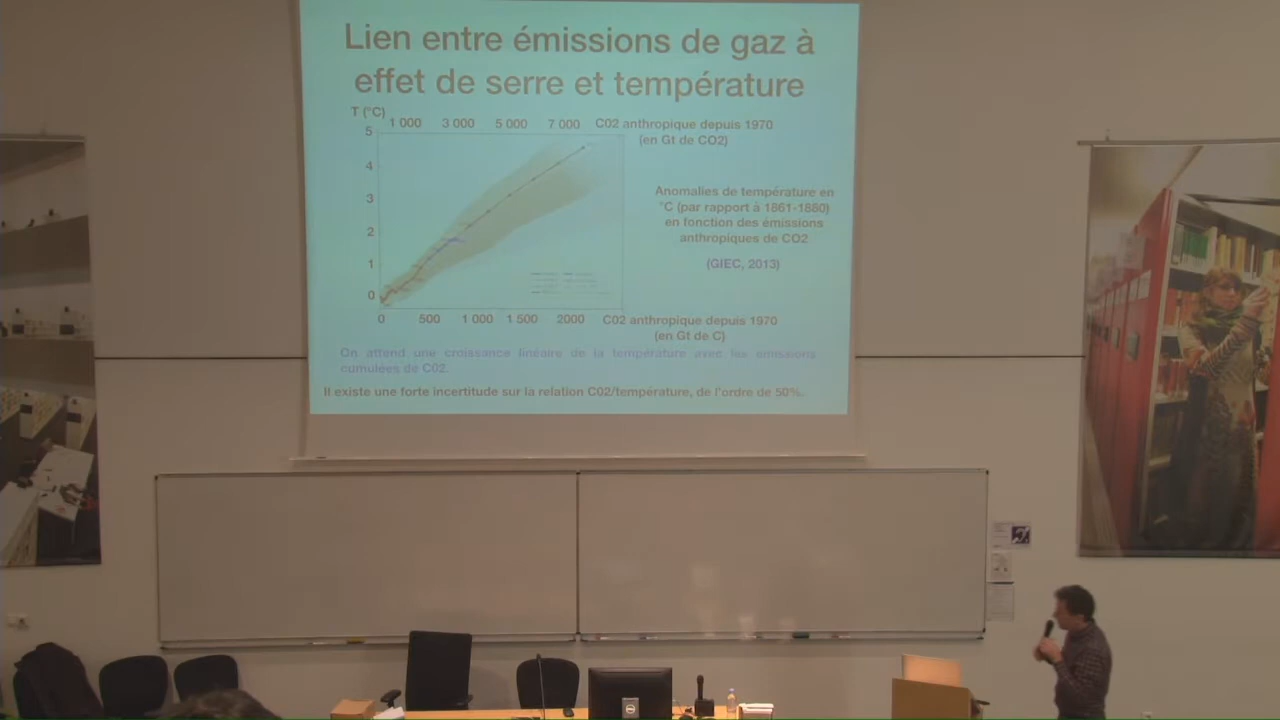 Lien entre émissions de gaz à
effet de serre et température
T (°C)
1 000 3 000 5 000 7 000 C02 anthropique depuis 1970
(en Gt de CO2)
5
4
3
2
1
0
Anomalies de température en
°C (par rapport à 1861-1880)
en fonction des émissions
anthropiques de CO2
(GIEC, 2013)
0 500 1 000 1 500 2000 C02 anthropique depuis 1970
(en Gt de C)
On attend une croissance linéaire de la température avec les émissions
cumulées de C02.
Il existe une forte incertitude sur la relation C02/température, de l'ordre de 50%.
DELL